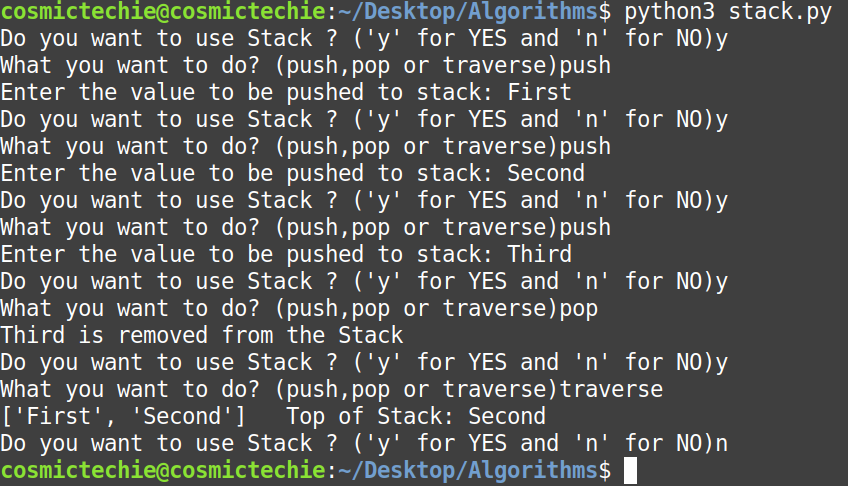 cosmictechie@cosmictechie:~/Desktop/Algorithms$ python3 stack.py
Do you want to use Stack ? ('y' for YES and 'n' for NO)y
What you want to do? (push,pop or traverse)push
Enter the value to be pushed to stack: First
Do you want to use Stack ? ('y' for YES and 'n' for NO)y
What you want to do? (push,pop or traverse)push
Enter the value to be pushed to stack: Second
Do you want to use Stack ? ('y' for YES and 'n' for NO)y
What you want to do? (push,pop or traverse)push
Enter the value to be pushed to stack: Third
Do you want to use Stack ? ('y' for YES and 'n' for NO)y
What you want to do? (push,pop or traverse)pop
Third is removed from the Stack
Do you want to use Stack ? ('y' for YES and 'n' for NO)y
What you want to do? (push,pop or traverse)traverse
['First', 'Second']   Top of Stack: Second
Do you want to use Stack ? ('y' for YES and 'n' for NO)n
cosmictechie@cosmictechie:~/Desktop/Algorithms$